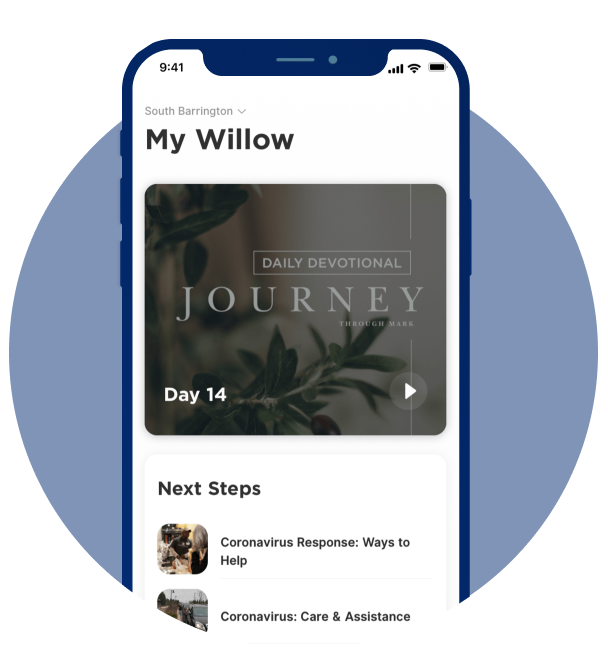 9:41
South Barrington
My Willow
DAILY DEVOTIONAL
JOURNEY
THROUGH MARK
Day 14
Next Steps
Coronavirus Response: Ways to
Help
Coronavirus: Care & Assistance